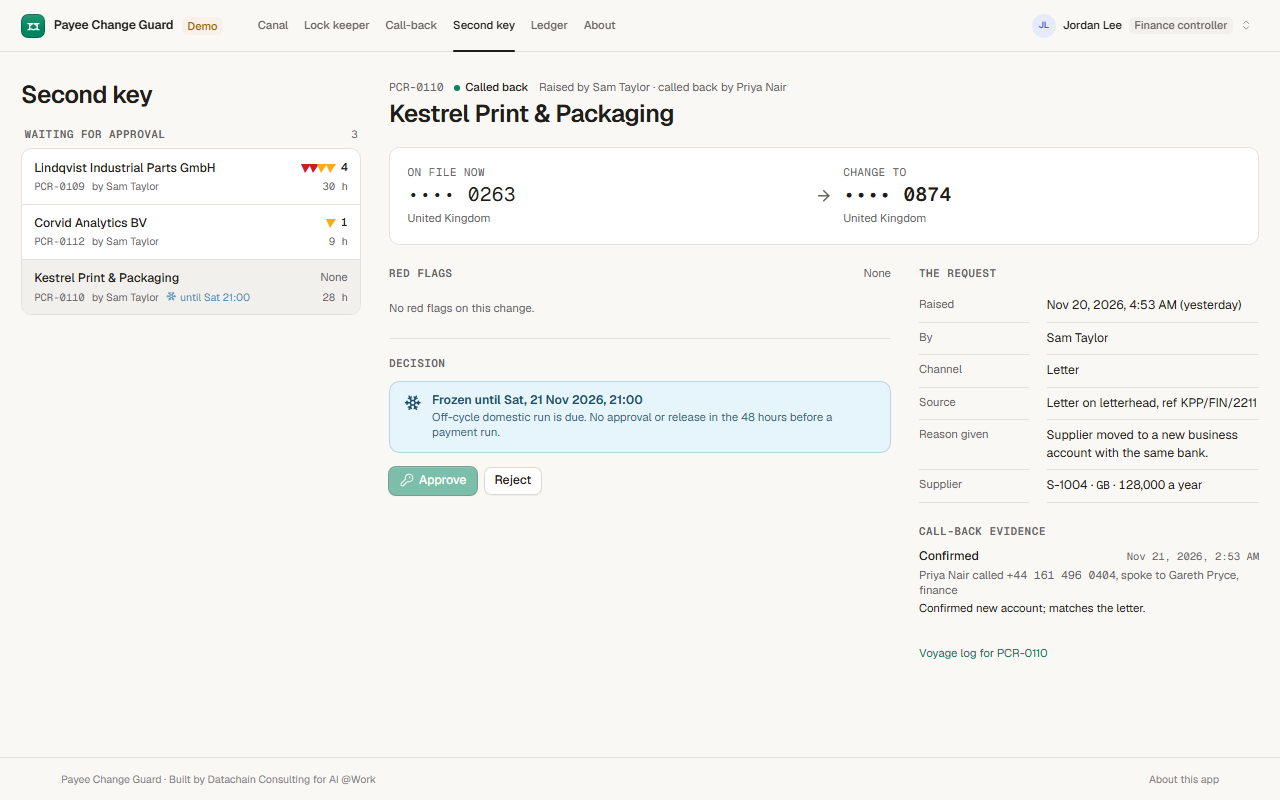 Payee Change Guard Demo Canal Lock keeper Call-back Second key Ledger About JL Jordan Lee Finance controller
Second key
WAITING FOR APPROVAL 3
Lindqvist Industrial Parts GmbH 4
PCR-0109 by Sam Taylor 30 h
Corvid Analytics BV 1
PCR-0112 by Sam Taylor 9 h
Kestrel Print & Packaging None
PCR-0110 by Sam Taylor until Sat 21:00 28 h
PCR-0110 Called back Raised by Sam Taylor · called back by Priya Nair
Kestrel Print & Packaging
ON FILE NOW
•••• 0263
United Kingdom
→
CHANGE TO
•••• 0874
United Kingdom
RED FLAGS None
No red flags on this change.
DECISION
Frozen until Sat, 21 Nov 2026, 21:00
Off-cycle domestic run is due. No approval or release in the 48 hours before a
payment run.
Approve Reject
THE REQUEST
Raised Nov 20, 2026, 4:53 AM (yesterday)
By Sam Taylor
Channel Letter
Source Letter on letterhead, ref KPP/FIN/2211
Reason given Supplier moved to a new business
account with the same bank.
Supplier S-1004 · GB · 128,000 a year
CALL-BACK EVIDENCE
Confirmed Nov 21, 2026, 2:53 AM
Priya Nair called +44 161 496 0404, spoke to Gareth Pryce,
finance
Confirmed new account; matches the letter.
Voyage log for PCR-0110
Payee Change Guard · Built by Datachain Consulting for AI @Work About this app